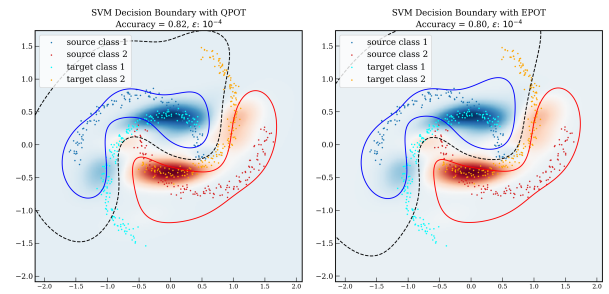 SVM Decision Boundary with QPOT
Accuracy = 0.82, ε: 10⁻⁴
source class 1
source class 2
target class 1
target class 2
1.5
1.0
0.5
0.0
−0.5
−1.0
−1.5
−2.0
−2.0 −1.5 −1.0 −0.5 0.0 0.5 1.0 1.5 2.0
SVM Decision Boundary with EPOT
Accuracy = 0.80, ε: 10⁻⁴
source class 1
source class 2
target class 1
target class 2
1.5
1.0
0.5
0.0
−0.5
−1.0
−1.5
−2.0
−2.0 −1.5 −1.0 −0.5 0.0 0.5 1.0 1.5 2.0